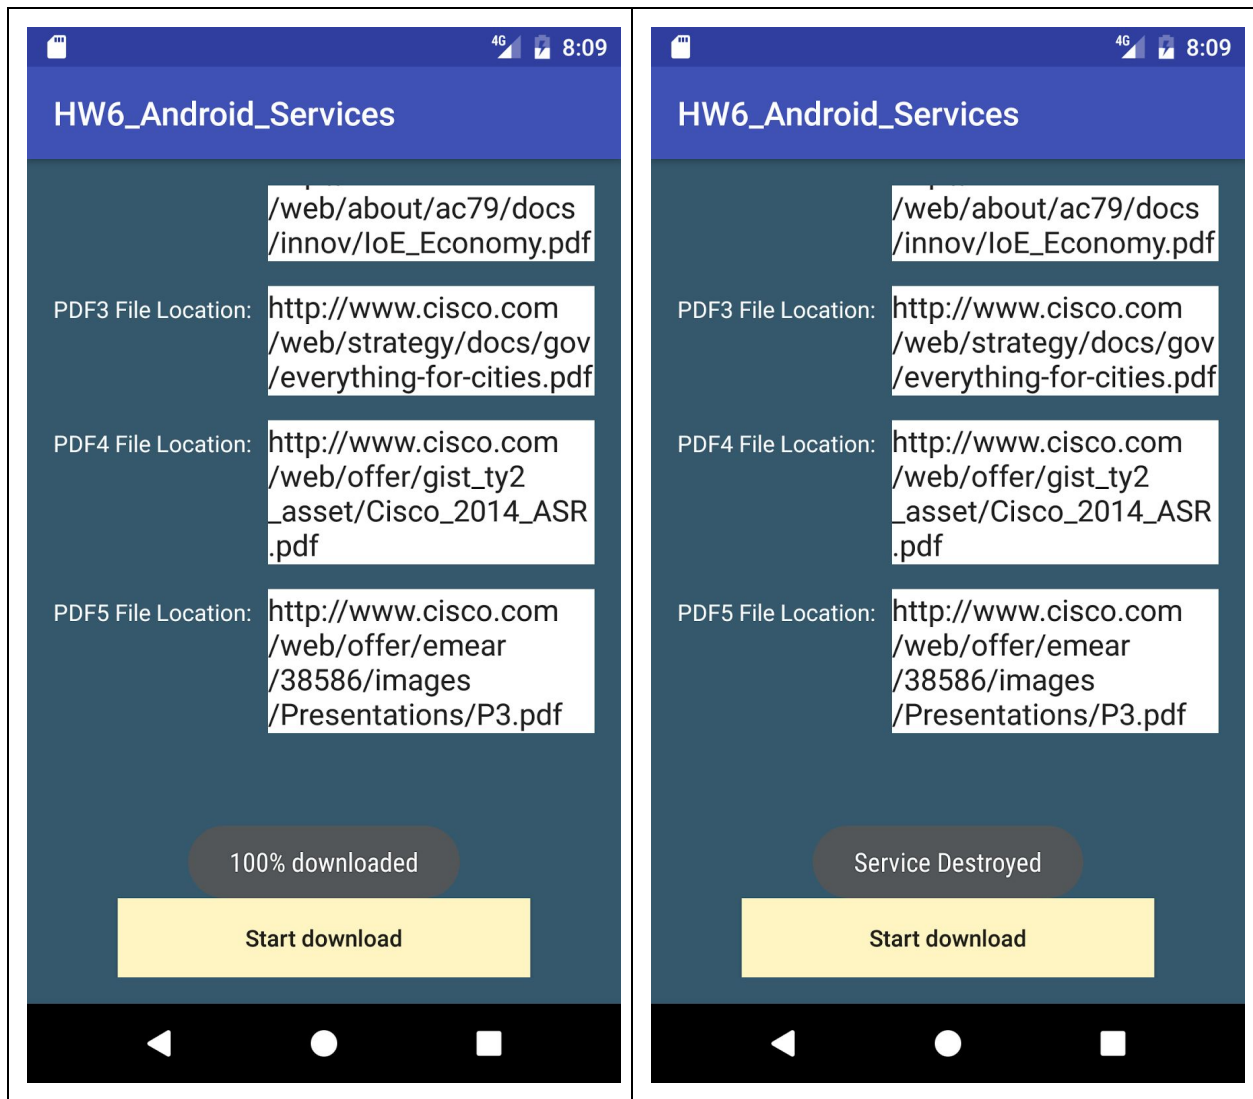 4G 8:09
HW6_Android_Services
/web/about/ac79/docs
/innov/IoE_Economy.pdf
PDF3 File Location:
http://www.cisco.com
/web/strategy/docs/gov
/everything-for-cities.pdf
PDF4 File Location:
http://www.cisco.com
/web/offer/gist_ty2
_asset/Cisco_2014_ASR
.pdf
PDF5 File Location:
http://www.cisco.com
/web/offer/emear
/38586/images
/Presentations/P3.pdf
100% downloaded
Start download
4G 8:09
HW6_Android_Services
/web/about/ac79/docs
/innov/IoE_Economy.pdf
PDF3 File Location:
http://www.cisco.com
/web/strategy/docs/gov
/everything-for-cities.pdf
PDF4 File Location:
http://www.cisco.com
/web/offer/gist_ty2
_asset/Cisco_2014_ASR
.pdf
PDF5 File Location:
http://www.cisco.com
/web/offer/emear
/38586/images
/Presentations/P3.pdf
Service Destroyed
Start download